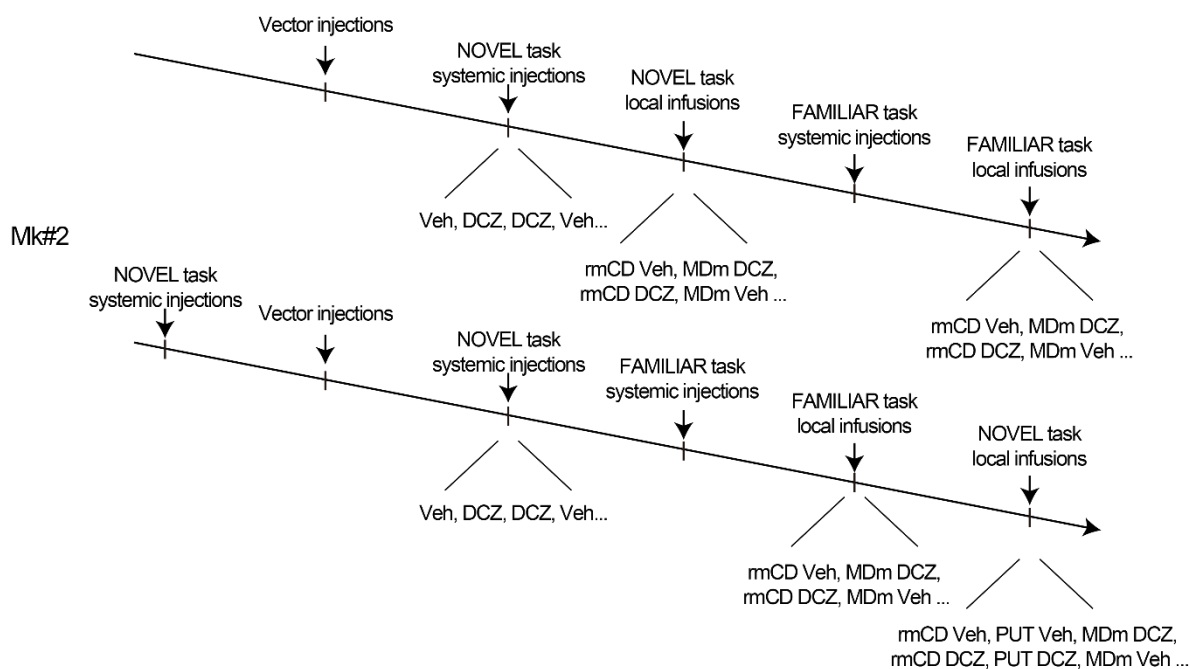 Vector injections
NOVEL task
systemic injections
NOVEL task
local infusions
FAMILIAR task
systemic injections
FAMILIAR task
local infusions
Veh, DCZ, DCZ, Veh...
rmCD Veh, MDm DCZ,
rmCD DCZ, MDm Veh ...
rmCD Veh, MDm DCZ,
rmCD DCZ, MDm Veh ...
Mk#2
NOVEL task
systemic injections
Vector injections
NOVEL task
systemic injections
FAMILIAR task
systemic injections
FAMILIAR task
local infusions
NOVEL task
local infusions
Veh, DCZ, DCZ, Veh...
rmCD Veh, MDm DCZ,
rmCD DCZ, MDm Veh ...
rmCD Veh, PUT Veh, MDm DCZ,
rmCD DCZ, PUT DCZ, MDm Veh ...